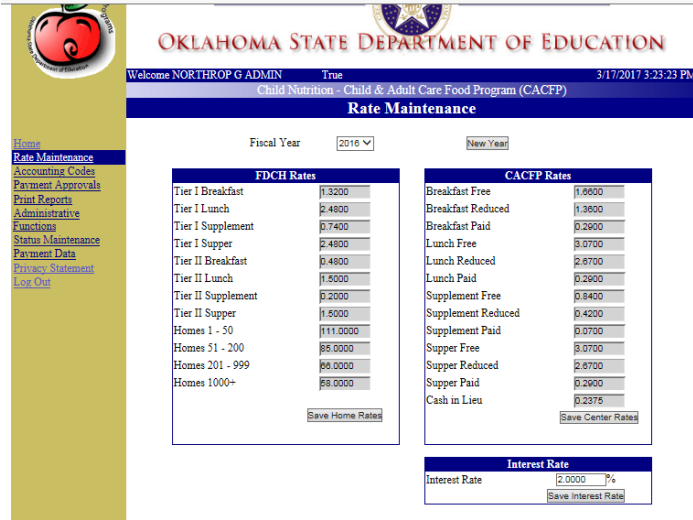 Programs
Oklahoma State Department of Education
OKLAHOMA STATE DEPARTMENT OF EDUCATION
Welcome NORTHROP G ADMIN True 3/17/2017 3:23:23 PM
Child Nutrition - Child & Adult Care Food Program (CACFP)
Rate Maintenance
Home
Rate Maintenance
Accounting Codes
Payment Approvals
Print Reports
Administrative
Functions
Status Maintenance
Payment Data
Privacy Statement
Log Out
Fiscal Year 2016 New Year
FDCH Rates
Tier I Breakfast 1.3200
Tier I Lunch 2.4800
Tier I Supplement 0.7400
Tier I Supper 2.4800
Tier II Breakfast 0.4800
Tier II Lunch 1.5000
Tier II Supplement 0.2000
Tier II Supper 1.5000
Homes 1 - 50 111.0000
Homes 51 - 200 85.0000
Homes 201 - 999 66.0000
Homes 1000+ 58.0000
Save Home Rates
CACFP Rates
Breakfast Free 1.6600
Breakfast Reduced 1.3600
Breakfast Paid 0.2900
Lunch Free 3.0700
Lunch Reduced 2.6700
Lunch Paid 0.2900
Supplement Free 0.8400
Supplement Reduced 0.4200
Supplement Paid 0.0700
Supper Free 3.0700
Supper Reduced 2.6700
Supper Paid 0.2900
Cash in Lieu 0.2375
Save Center Rates
Interest Rate
Interest Rate 2.0000 %
Save Interest Rate